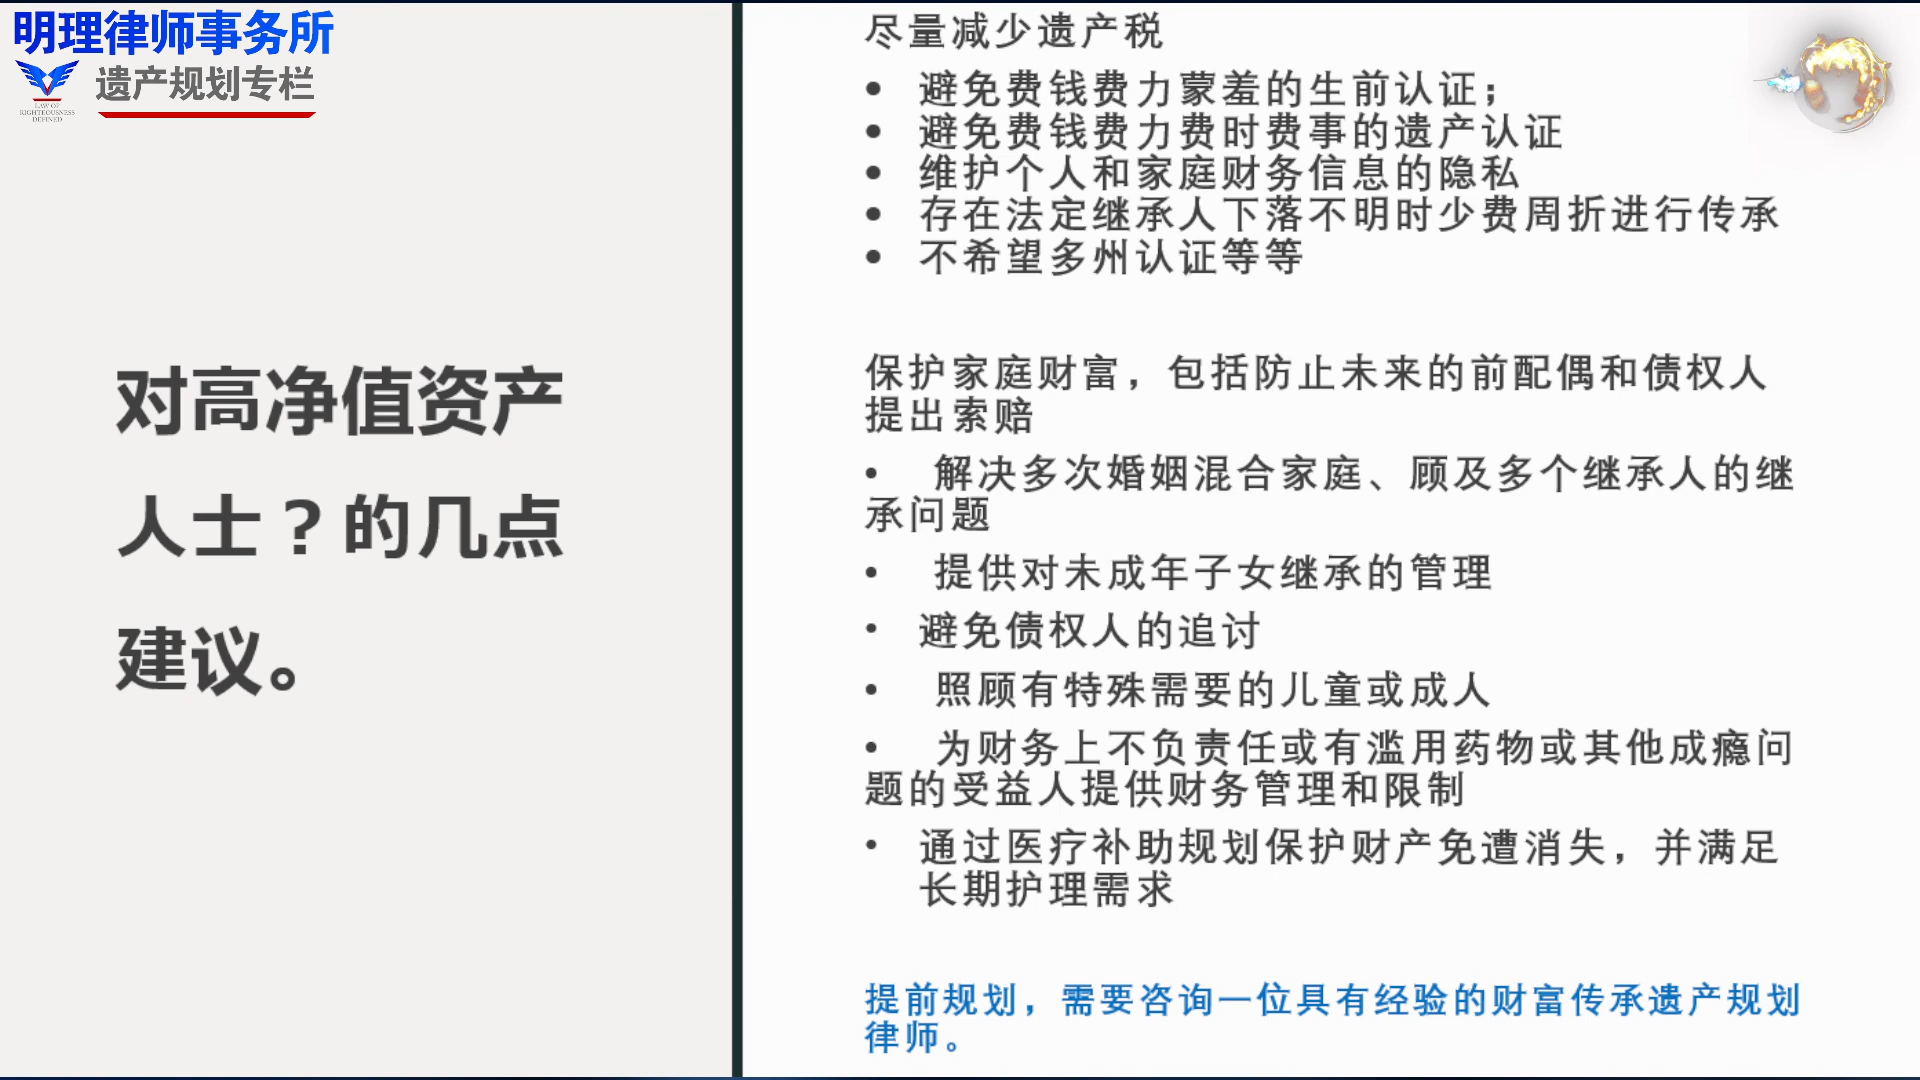 明理律师事务所
遗产规划专栏
LAW OF
RIGHTEOUSNESS
DEFINED
对高净值资产
人士？的几点
建议。
尽量减少遗产税
• 避免费钱费力蒙羞的生前认证；
• 避免费钱费力费时费事的遗产认证
• 维护个人和家庭财务信息的隐私
• 存在法定继承人下落不明时少费周折进行传承
• 不希望多州认证等等
保护家庭财富，包括防止未来的前配偶和债权人
提出索赔
• 解决多次婚姻混合家庭、顾及多个继承人的继
承问题
• 提供对未成年子女继承的管理
• 避免债权人的追讨
• 照顾有特殊需要的儿童或成人
• 为财务上不负责任或有滥用药物或其他成瘾问
题的受益人提供财务管理和限制
• 通过医疗补助规划保护财产免遭消失，并满足
长期护理需求
提前规划，需要咨询一位具有经验的财富传承遗产规划
律师。